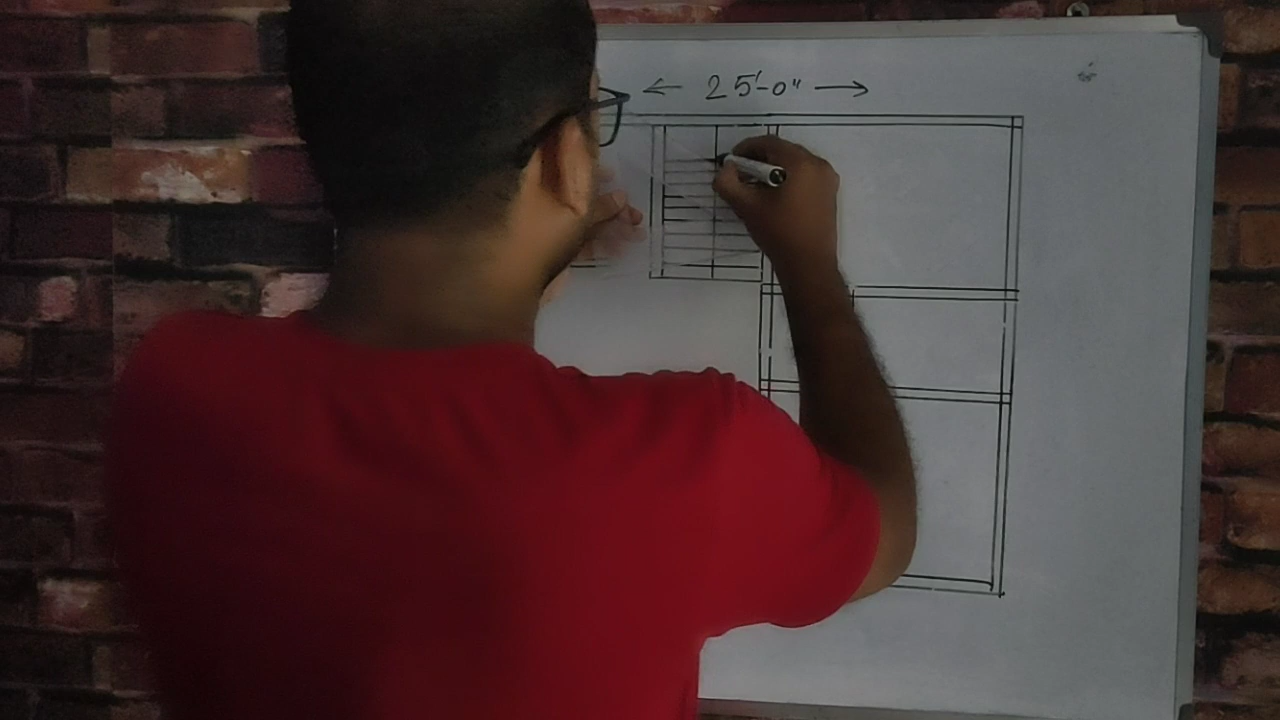 ← 25'-0" →